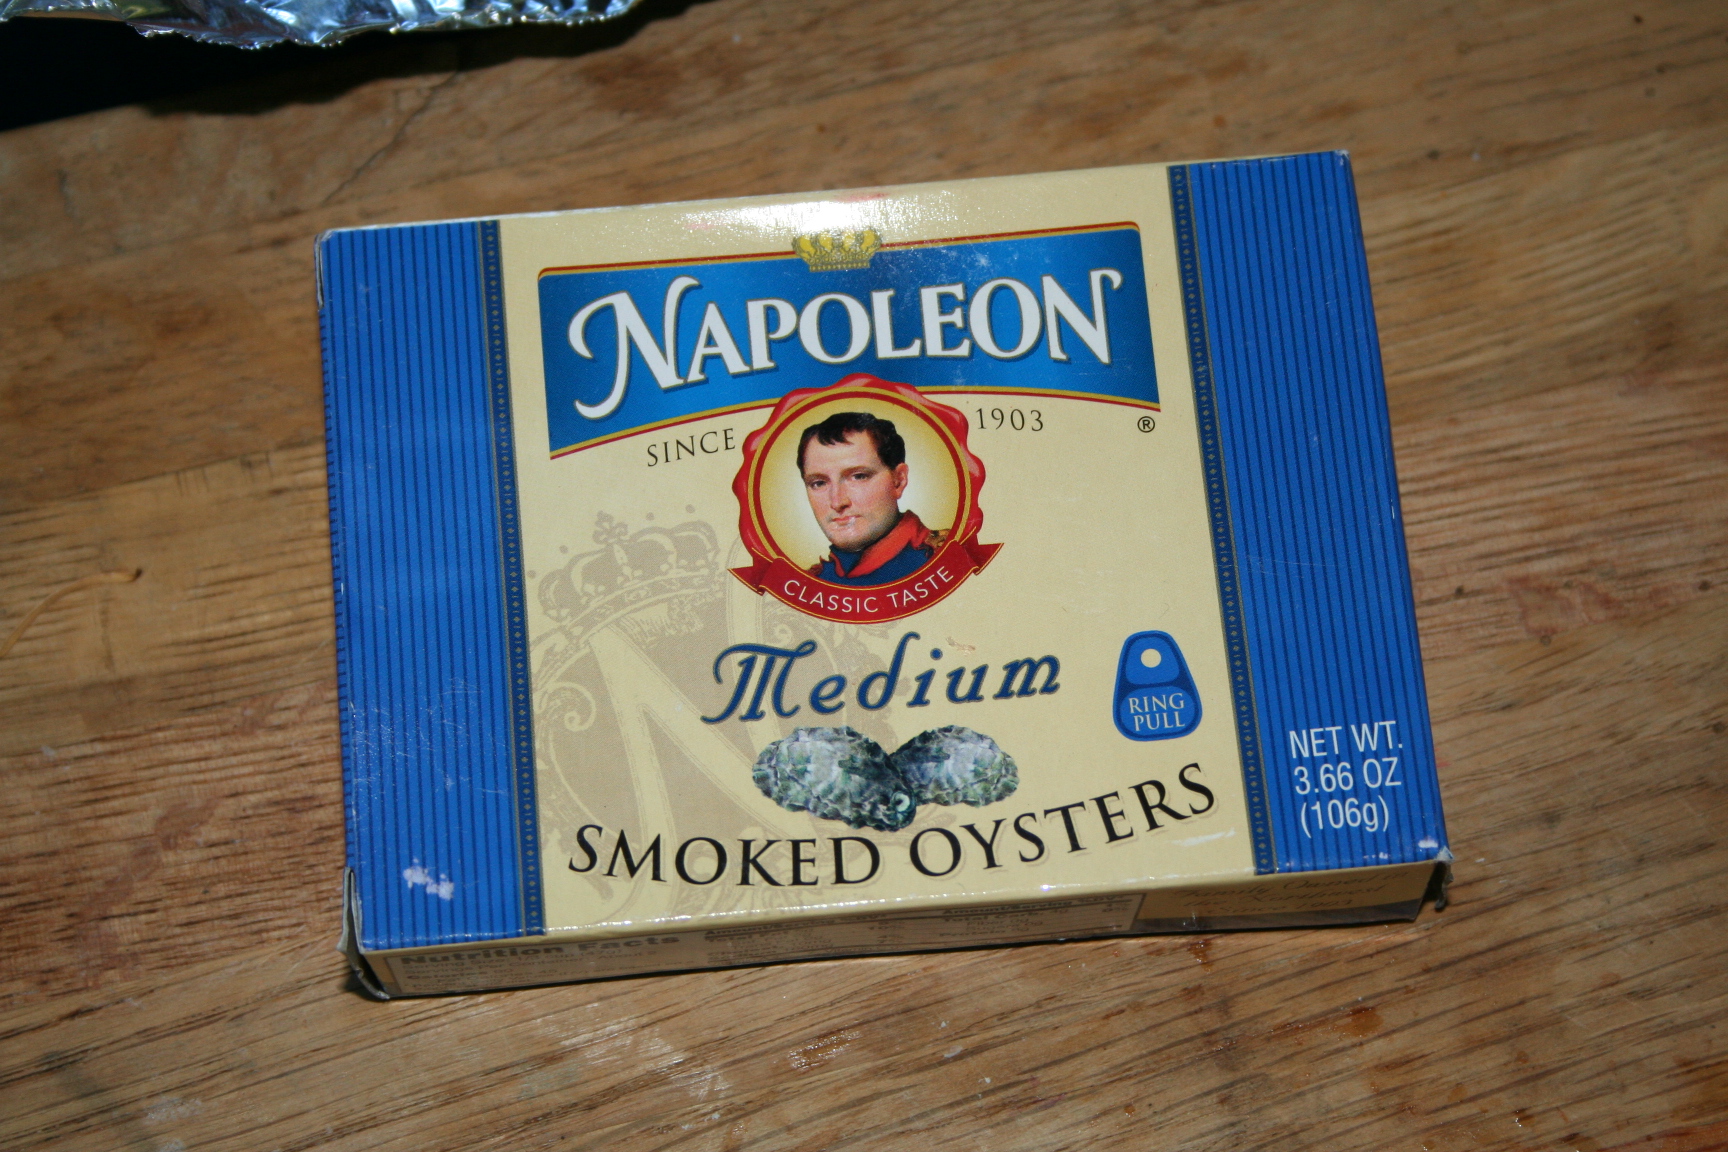 NAPOLEON
SINCE 1903
®
CLASSIC TASTE
Medium
RING
PULL
SMOKED OYSTERS
NET WT.
3.66 OZ
(106g)
Nutrition Facts